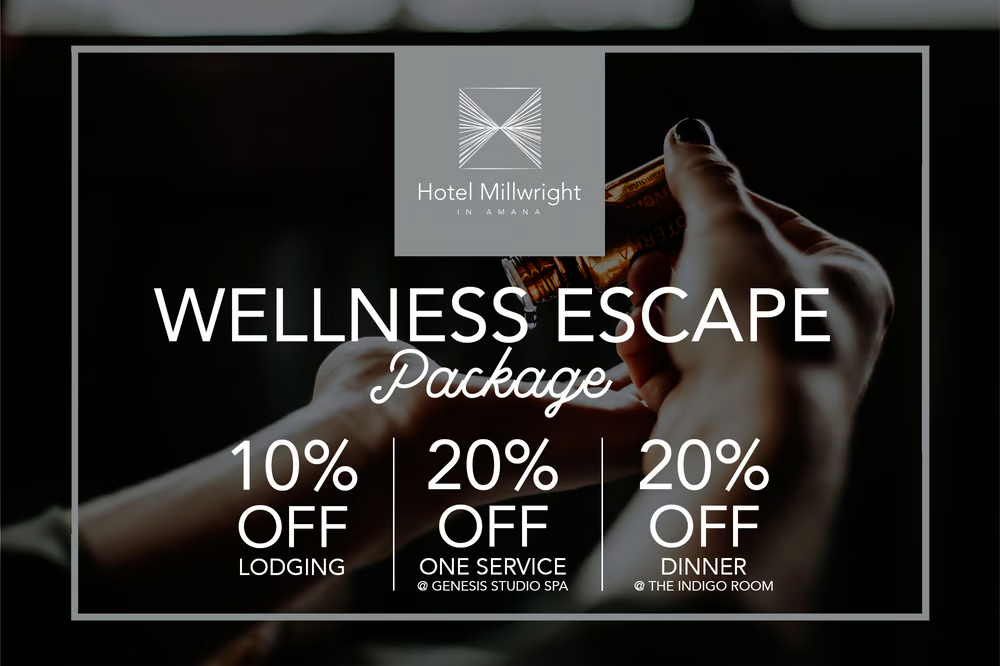 Hotel Millwright
IN AMANA
WELLNESS ESCAPE
Package
10%
OFF
LODGING
20%
OFF
ONE SERVICE
@ GENESIS STUDIO SPA
20%
OFF
DINNER
@ THE INDIGO ROOM